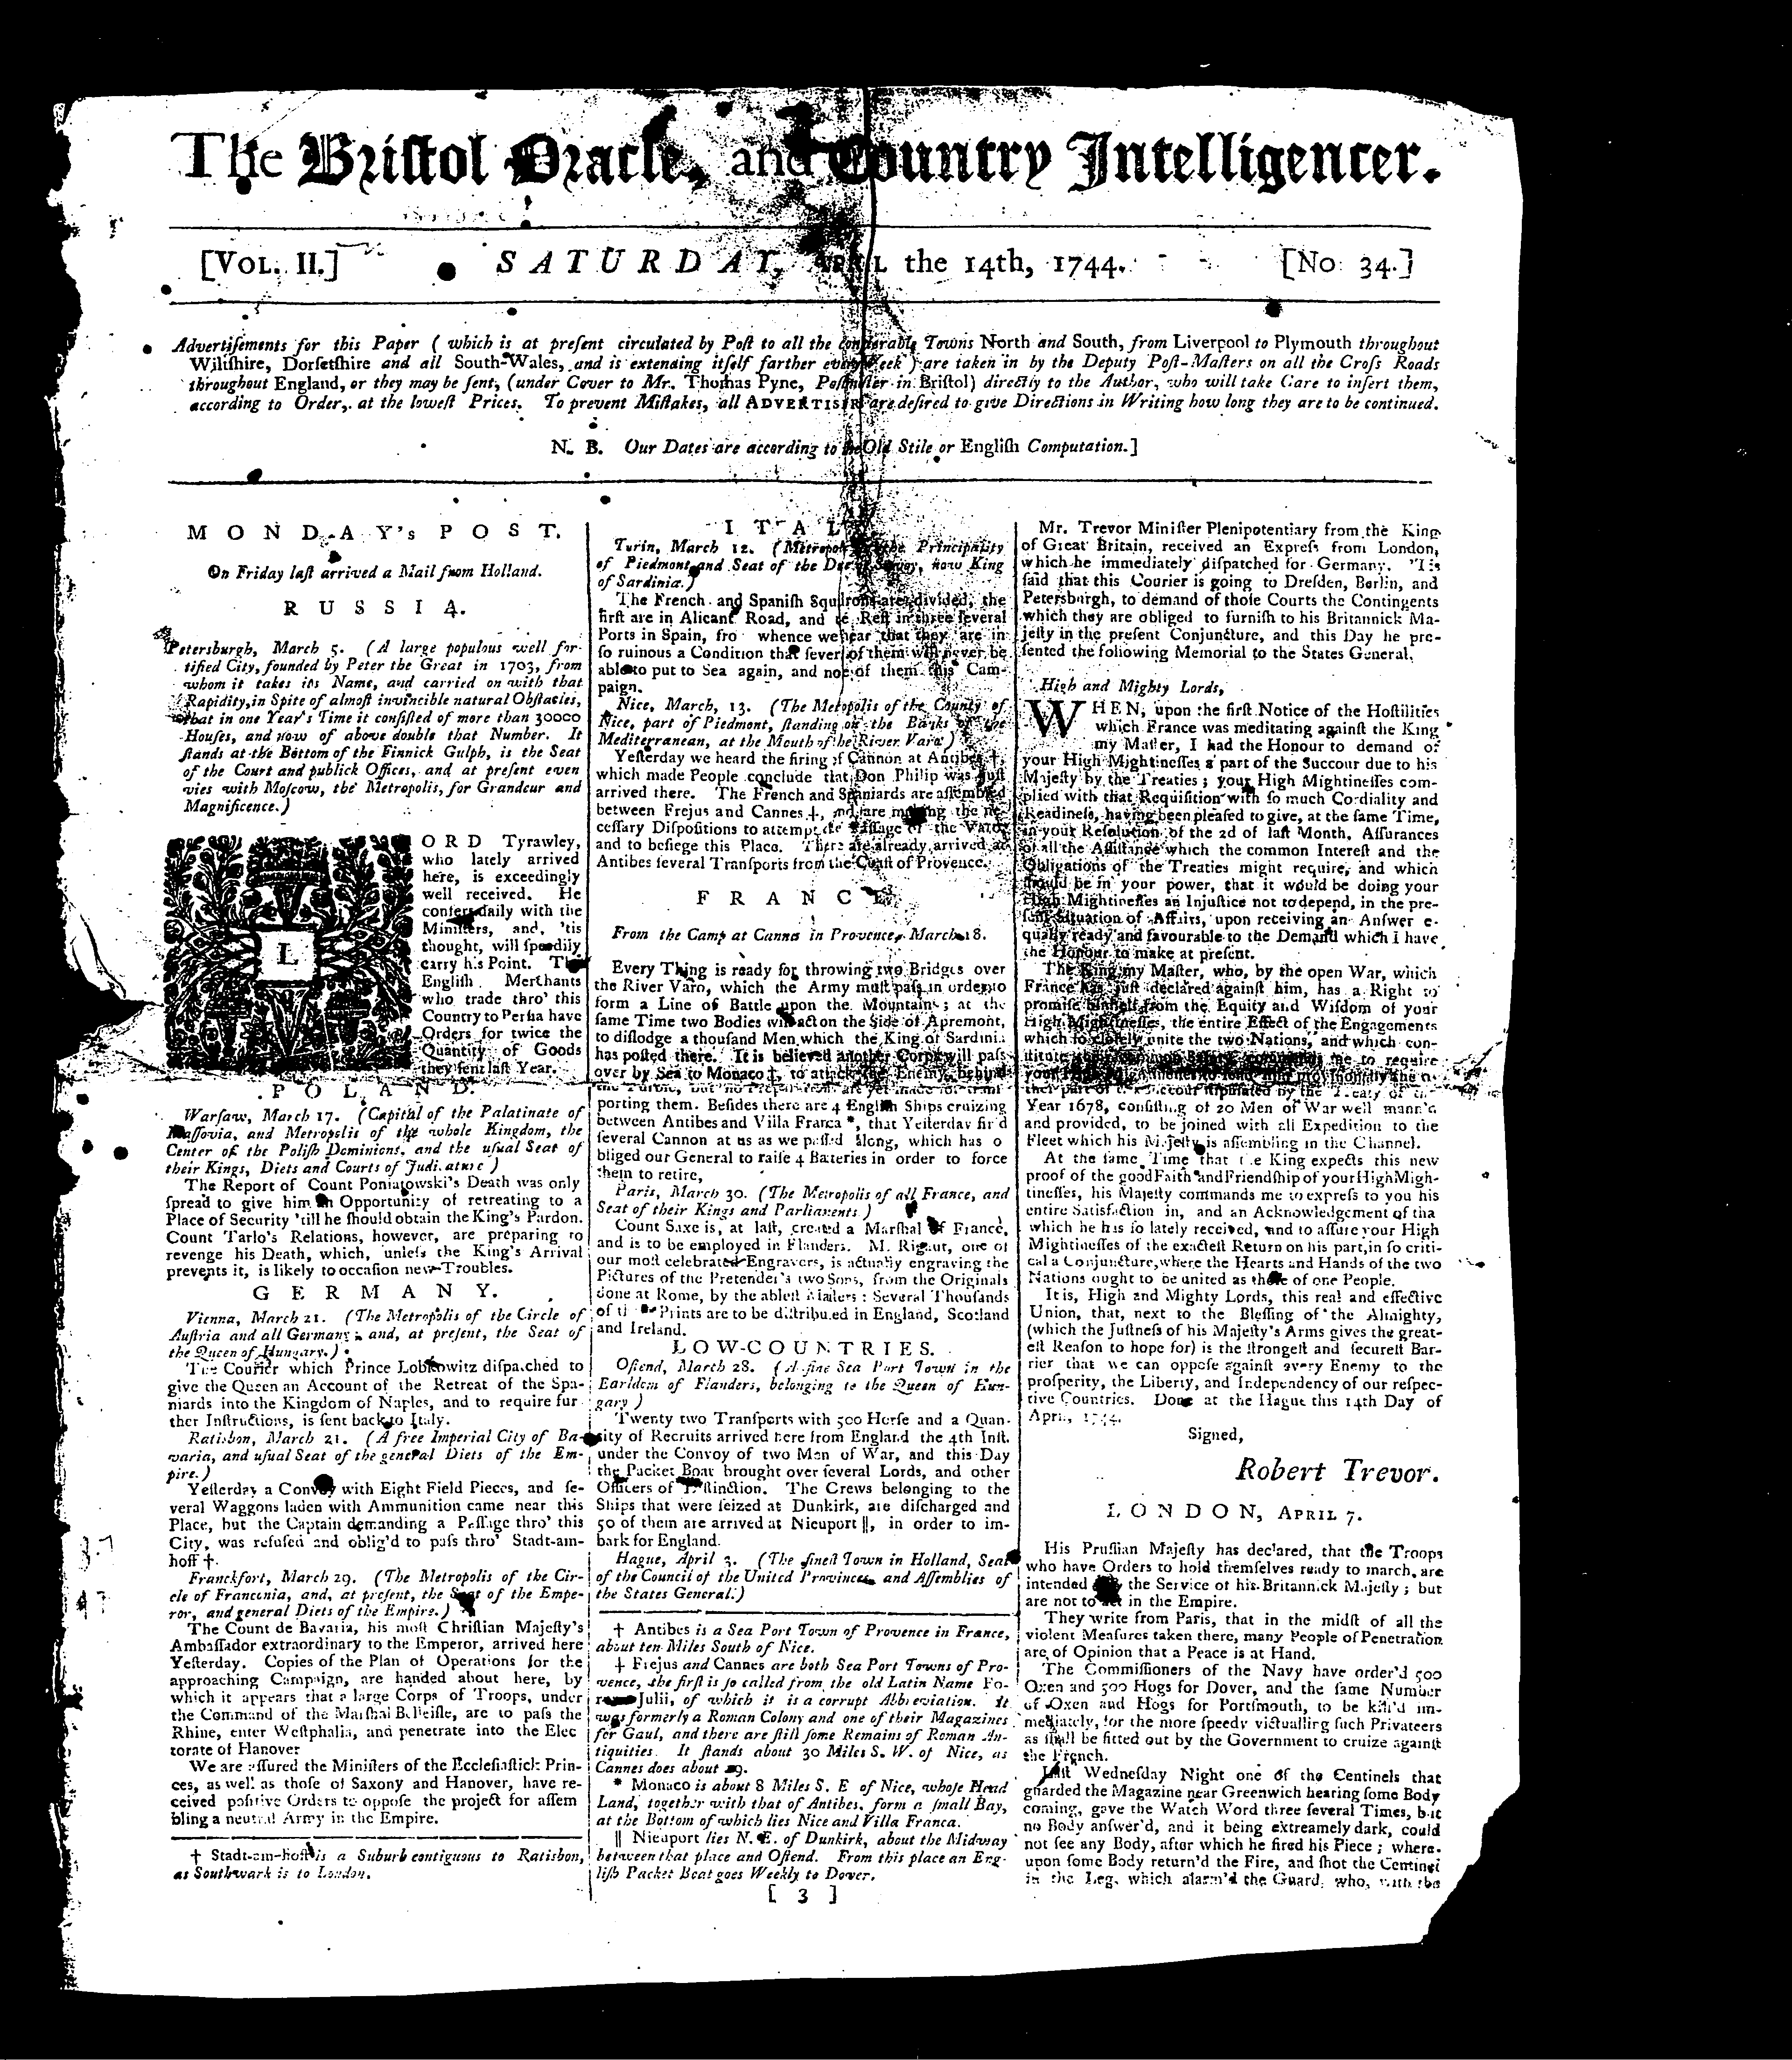 The Bristol Oracle, and Country Intelligencer.
[VOL. II.] SATURDAY, APRIL the 14th, 1744. [No 34.]
Advertiſements for this Paper ( which is at preſent circulated by Poſt to all the conſiderable Towns North and South, from Liverpool to Plymouth throughout
Wiltſhire, Dorſetſhire and all South-Wales, and is extending itſelf farther every Week ) are taken in by the Deputy Poſt-Maſters on all the Croſs Roads
throughout England, or they may be ſent, (under Cover to Mr. Thomas Pyne, Poſtmaſter in Briſtol) directly to the Author, who will take Care to inſert them,
according to Order, at the loweſt Prices. To prevent Miſtakes, all ADVERTISERS are deſired to give Directions in Writing how long they are to be continued.
N. B. Our Dates are according to the Old Stile or Engliſh Computation.]
MONDAY's POST.
On Friday laſt arrived a Mail from Holland.
RUSSIA.
Petersburgh, March 5. (A large populous well for-
tified City, founded by Peter the Great in 1703, from
whom it takes its Name, and carried on with that
Rapidity, in Spite of almoſt invincible natural Obſtacles,
that in one Year's Time it conſiſted of more than 30000
Houſes, and now of above double that Number. It
ſtands at the Bottom of the Finnick Gulph, is the Seat
of the Court and publick Offices, and at preſent even
vies with Moſcow, the Metropolis, for Grandeur and
Magnificence.)
LORD Tyrawley,
who lately arrived
here, is exceedingly
well received. He
confers daily with the
Miniſters, and, 'tis
thought, will ſpeedily
carry his Point. The
Engliſh Merchants
who trade thro' this
Country to Perſia have
Orders for twice the
Quantity of Goods
they ſent laſt Year.
POLAND.
Warſaw, March 17. (Capital of the Palatinate of
Maſſovia, and Metropolis of the whole Kingdom, the
Center of the Poliſh Dominions, and the uſual Seat of
their Kings, Diets and Courts of Judicature )
The Report of Count Poniatowski's Death was only
ſpread to give him an Opportunity of retreating to a
Place of Security 'till he ſhould obtain the King's Pardon.
Count Tarlo's Relations, however, are preparing to
revenge his Death, which, unleſs the King's Arrival
prevents it, is likely to occaſion new Troubles.
GERMANY.
Vienna, March 21. (The Metropolis of the Circle of
Auſtria and all Germany; and, at preſent, the Seat of
the Queen of Hungary.)
The Courier which Prince Lobkowitz diſpatched to
give the Queen an Account of the Retreat of the Spa-
niards into the Kingdom of Naples, and to require fur
ther Inſtructions, is ſent back to Italy.
Ratisbon, March 21. (A free Imperial City of Ba-
varia, and uſual Seat of the general Diets of the Em-
pire.)
Yeſterday a Convoy with Eight Field Pieces, and ſe-
veral Waggons laden with Ammunition came near this
Place, but the Captain demanding a Paſſage thro' this
City, was refuſed and oblig'd to paſs thro' Stadt-am-
hoff †.
Franckfort, March 29. (The Metropolis of the Cir-
cle of Franconia, and, at preſent, the Seat of the Empe-
ror, and general Diets of the Empire.)
The Count de Bavaria, his moſt Chriſtian Majeſty's
Ambaſſador extraordinary to the Emperor, arrived here
Yeſterday. Copies of the Plan of Operations for the
approaching Campaign, are handed about here, by
which it appears that a large Corps of Troops, under
the Command of the Marſhal Belleiſle, are to paſs the
Rhine, enter Weſtphalia, and penetrate into the Elec
torate of Hanover
We are aſſured the Miniſters of the Eccleſiaſtick Prin-
ces, as well as thoſe of Saxony and Hanover, have re-
ceived poſitive Orders to oppoſe the project for aſſem
bling a neutral Army in the Empire.
† Stadt-am-hoff is a Suburb contiguous to Ratisbon,
as Southwark is to London.
ITALY
Turin, March 12. (Metropolis of the Principality
of Piedmont and Seat of the Duke of Savoy, now King
of Sardinia.)
The French and Spaniſh Squadrons are divided, the
firſt are in Alicant Road, and the Reſt in three ſeveral
Ports in Spain, fro whence we hear that they are in
ſo ruinous a Condition that ſever of them will never be
able to put to Sea again, and not of them this Cam-
paign.
Nice, March, 13. (The Metropolis of the County of
Nice, part of Piedmont, ſtanding on the Banks of the
Mediterranean, at the Mouth of the River Varo )
Yeſterday we heard the firing of Cannon at Antibes †,
which made People conclude that Don Philip was juſt
arrived there. The French and Spaniards are aſſembled
between Frejus and Cannes ‡, and are making the ne-
ceſſary Diſpoſitions to attempt the Paſſage of the Varo,
and to beſiege this Place. There are already arrived at
Antibes ſeveral Tranſports from the Coaſt of Provence.
FRANCE
From the Camp at Cannes in Provence, March 18.
Every Thing is ready for throwing two Bridges over
the River Varo, which the Army muſt paſs in order to
form a Line of Battle upon the Mountains; at the
ſame Time two Bodies will act on the Side of Apremont,
to diſlodge a thouſand Men which the King of Sardinia
has poſted there. It is believed another Corps will paſs
over by Sea to Monaco ‡, to attack the Enemy behind
but no Preparations are yet made for tranſ
porting them. Beſides there are 4 Engliſh Ships cruizing
between Antibes and Villa Franca *, that Yeſterday fir'd
ſeveral Cannon at us as we paſſed along, which has o
bliged our General to raiſe 4 Batteries in order to force
them to retire,
Paris, March 30. (The Metropolis of all France, and
Seat of their Kings and Parliaments.)
Count Saxe is, at laſt, created a Marſhal of France,
and is to be employed in Flanders. M. Rigaut, one of
our moſt celebrated Engravers, is actually engraving the
Pictures of the Pretender's two Sons, from the Originals
done at Rome, by the ableſt Maſters: Several Thouſands
of Prints are to be diſtributed in England, Scotland
and Ireland.
LOW-COUNTRIES.
Oſtend, March 28. (A fine Sea Port Town in the
Earldom of Flanders, belonging to the Queen of Hun-
gary )
Twenty two Tranſports with 500 Horſe and a Quan-
tity of Recruits arrived here from England the 4th Inſt.
under the Convoy of two Men of War, and this Day
the Packet Boat brought over ſeveral Lords, and other
Officers of Diſtinction. The Crews belonging to the
Ships that were ſeized at Dunkirk, are diſcharged and
50 of them are arrived at Nieuport ||, in order to im-
bark for England.
Hague, April 3. (The fineſt Town in Holland, Seat
of the Council of the United Provinces and Aſſemblies of
the States General.)
† Antibes is a Sea Port Town of Provence in France,
about ten Miles South of Nice.
‡ Frejus and Cannes are both Sea Port Towns of Pro-
vence, the firſt is ſo called from the old Latin Name Fo-
rum Julii, of which it is a corrupt Abbreviation. It
was formerly a Roman Colony and one of their Magazines
for Gaul, and there are ſtill ſome Remains of Roman An-
tiquities. It ſtands about 30 Miles S. W. of Nice, as
Cannes does about 19.
* Monaco is about 8 Miles S. E of Nice, whoſe Head
Land, together with that of Antibes, form a ſmall Bay,
at the Bottom of which lies Nice and Villa Franca.
|| Nieuport lies N. E. of Dunkirk, about the Midway
between that place and Oſtend. From this place an Eng-
liſh Packet Boat goes Weekly to Dover.
[ 3 ]
Mr. Trevor Miniſter Plenipotentiary from the King
of Great Britain, received an Expreſs from London,
which he immediately diſpatched for Germany. 'Tis
ſaid that this Courier is going to Dreſden, Berlin, and
Petersburgh, to demand of thoſe Courts the Contingents
which they are obliged to furniſh to his Britannick Ma-
jeſty in the preſent Conjuncture, and this Day he pre-
ſented the following Memorial to the States General.
High and Mighty Lords,
WHEN, upon the firſt Notice of the Hoſtilities
which France was meditating againſt the King
my Maſter, I had the Honour to demand of
your High Mightineſſes a part of the Succour due to his
Majeſty by the Treaties; your High Mightineſſes com-
plied with that Requiſition with ſo much Cordiality and
Readineſs, having been pleaſed to give, at the ſame Time,
in your Reſolution of the 2d of laſt Month, Aſſurances
of all the Aſſiſtance which the common Intereſt and the
Obligations of the Treaties might require, and which
ſhould be in your power, that it would be doing your
High Mightineſſes an Injuſtice not to depend, in the pre-
ſent Situation of Affairs, upon receiving an Anſwer e-
qually ready and favourable to the Demand which I have
the Honour to make at preſent.
The King my Maſter, who, by the open War, which
France has juſt declared againſt him, has a Right to
promiſe himſelf from the Equity and Wiſdom of your
High Mightineſſes, the entire Effect of the Engagements
which ſo cloſely unite the two Nations, and which con-
ſtitute common commands me to require
your High Mightineſſes to
ther part of the Succour ſtipulated by the Treaty of the
Year 1678, conſiſting of 20 Men of War well mann'd
and provided, to be joined with all Expedition to the
Fleet which his Majeſty is aſſembling in the Channel.
At the ſame Time that the King expects this new
proof of the good Faith and Friendſhip of your High Migh-
tineſſes, his Majeſty commands me to expreſs to you his
entire Satisfaction in, and an Acknowledgement of tha
which he has ſo lately received, and to aſſure your High
Mightineſſes of the exacteſt Return on his part, in ſo criti-
cal a Conjuncture, where the Hearts and Hands of the two
Nations ought to be united as thoſe of one People.
It is, High and Mighty Lords, this real and effective
Union, that, next to the Bleſſing of the Almighty,
(which the Juſtneſs of his Majeſty's Arms gives the great-
eſt Reaſon to hope for) is the ſtrongeſt and ſecureſt Bar-
rier that we can oppoſe againſt every Enemy to the
proſperity, the Liberty, and Independency of our reſpec-
tive Countries. Done at the Hague this 14th Day of
April, 1744.
Signed,
Robert Trevor.
LONDON, APRIL 7.
His Pruſſian Majeſty has declared, that the Troops
who have Orders to hold themſelves ready to march, are
intended the Service of his Britannick Majeſty; but
are not to act in the Empire.
They write from Paris, that in the midſt of all the
violent Meaſures taken there, many People of Penetration
are of Opinion that a Peace is at Hand.
The Commiſſioners of the Navy have order'd 500
Oxen and 500 Hogs for Dover, and the ſame Number
of Oxen and Hogs for Portſmouth, to be kill'd im-
mediately, for the more ſpeedy victualling ſuch Privateers
as ſhall be fitted out by the Government to cruize againſt
the French.
Laſt Wedneſday Night one of the Centinels that
guarded the Magazine near Greenwich hearing ſome Body
coming, gave the Watch Word three ſeveral Times, but
no Body anſwer'd, and it being extreamely dark, could
not ſee any Body, after which he fired his Piece; where-
upon ſome Body return'd the Fire, and ſhot the Centinel
in the Leg, which alarm'd the Guard, who, with the